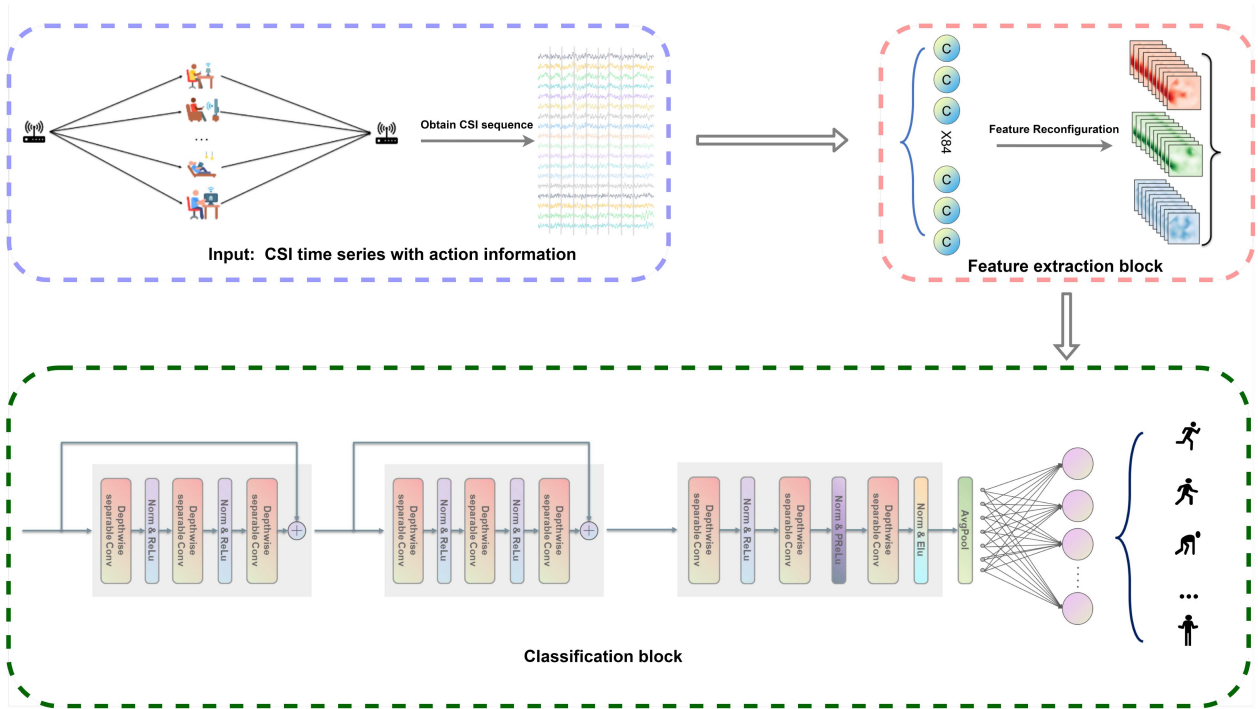 Obtain CSI sequence
...
Input: CSI time series with action information
C
C
C
X84
C
C
C
Feature Reconfiguration
Feature extraction block
Depthwise
separable Conv
Norm & ReLu
Depthwise
separable Conv
Norm & ReLu
Depthwise
separable Conv
+
Depthwise
separable Conv
Norm & ReLu
Depthwise
separable Conv
Norm & ReLu
Depthwise
separable Conv
+
Depthwise
separable Conv
Norm & ReLu
Depthwise
separable Conv
Norm & PReLu
Depthwise
separable Conv
Norm & Elu
AvgPool
...
Classification block